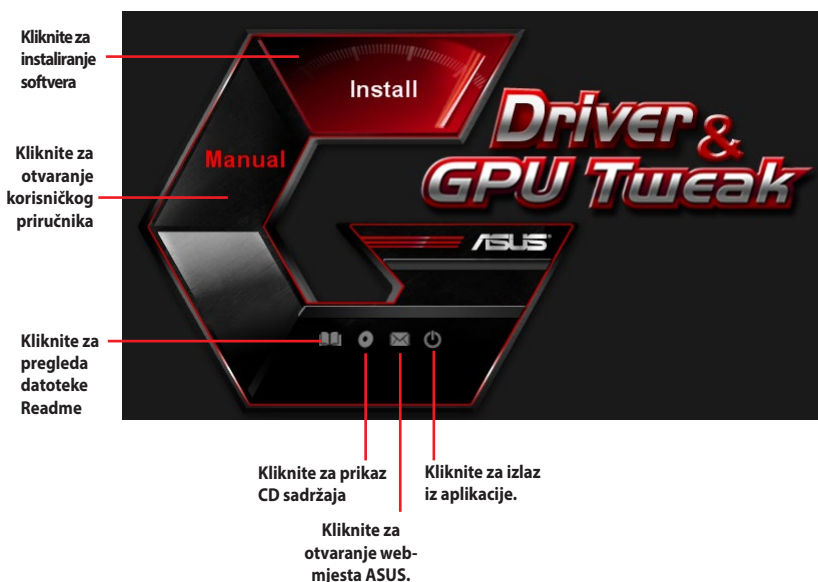 Kliknite za
instaliranje
softvera
Install
Driver &
GPU Tweak
Kliknite za
otvaranje
korisničkog
priručnika
Manual
ASUS
Kliknite za
pregleda
datoteke
Readme
Kliknite za prikaz
CD sadržaja
Kliknite za izlaz
iz aplikacije.
Kliknite za
otvaranje web-
mjesta ASUS.